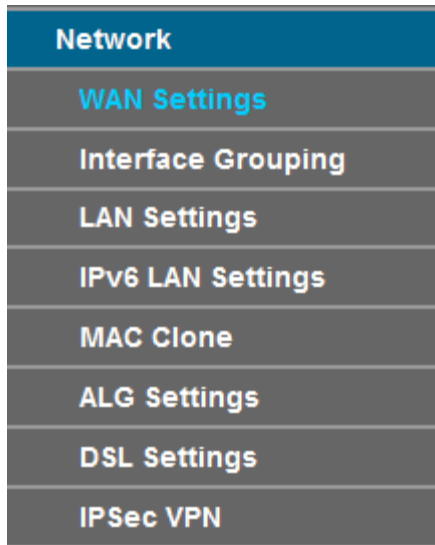 Network
WAN Settings
Interface Grouping
LAN Settings
IPv6 LAN Settings
MAC Clone
ALG Settings
DSL Settings
IPSec VPN